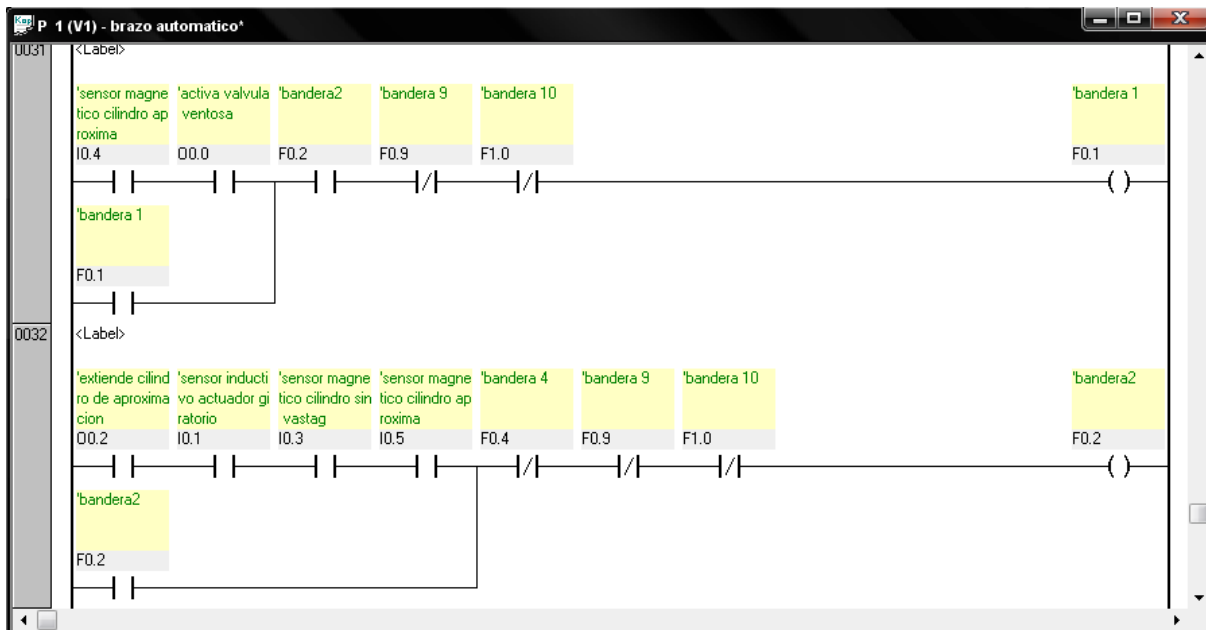 Kop P 1 (V1) - brazo automatico*
0031
<Label>
'sensor magne 'activa valvula 'bandera2 'bandera 9 'bandera 10 'bandera 1
tico cilindro ap ventosa
roxima
I0.4 O0.0 F0.2 F0.9 F1.0 F0.1
'bandera 1
F0.1
0032
<Label>
'extiende cilind 'sensor inducti 'sensor magne 'sensor magne 'bandera 4 'bandera 9 'bandera 10 'bandera2
ro de aproxima vo actuador gi tico cilindro sin tico cilindro ap
cion ratorio vastag roxima
O0.2 I0.1 I0.3 I0.5 F0.4 F0.9 F1.0 F0.2
'bandera2
F0.2